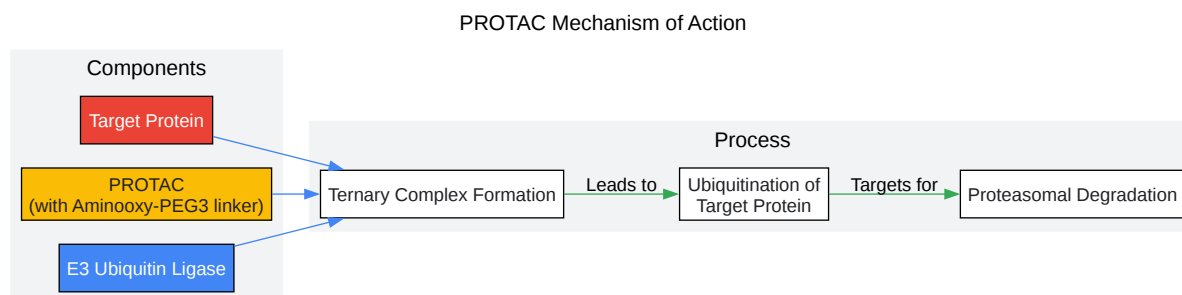 PROTAC Mechanism of Action
Components
Target Protein
PROTAC
(with Aminooxy-PEG3 linker)
E3 Ubiquitin Ligase
Process
Ternary Complex Formation
Leads to
Ubiquitination of
Target Protein
Targets for
Proteasomal Degradation